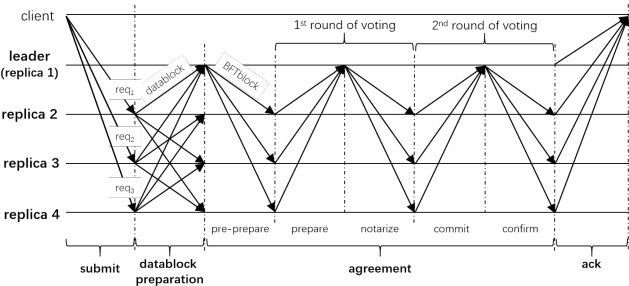 client
1st round of voting
2nd round of voting
leader
(replica 1)
datablock
BFTblock
req1
replica 2
req2
replica 3
req3
replica 4
pre-prepare
prepare
notarize
commit
confirm
submit
datablock
preparation
agreement
ack